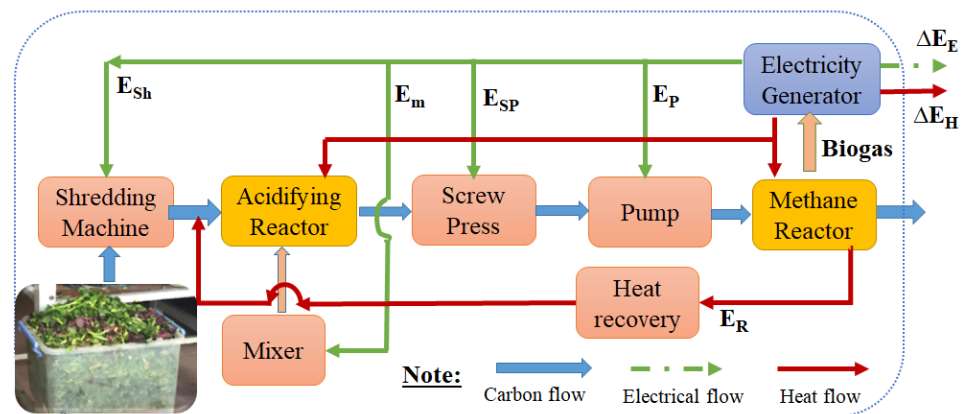 ΔE_E
Electricity
Generator
E_Sh
E_m
E_SP
E_P
ΔE_H
Biogas
Shredding
Machine
Acidifying
Reactor
Screw
Press
Pump
Methane
Reactor
Heat
recovery
E_R
Mixer
Note:
Carbon flow
Electrical flow
Heat flow